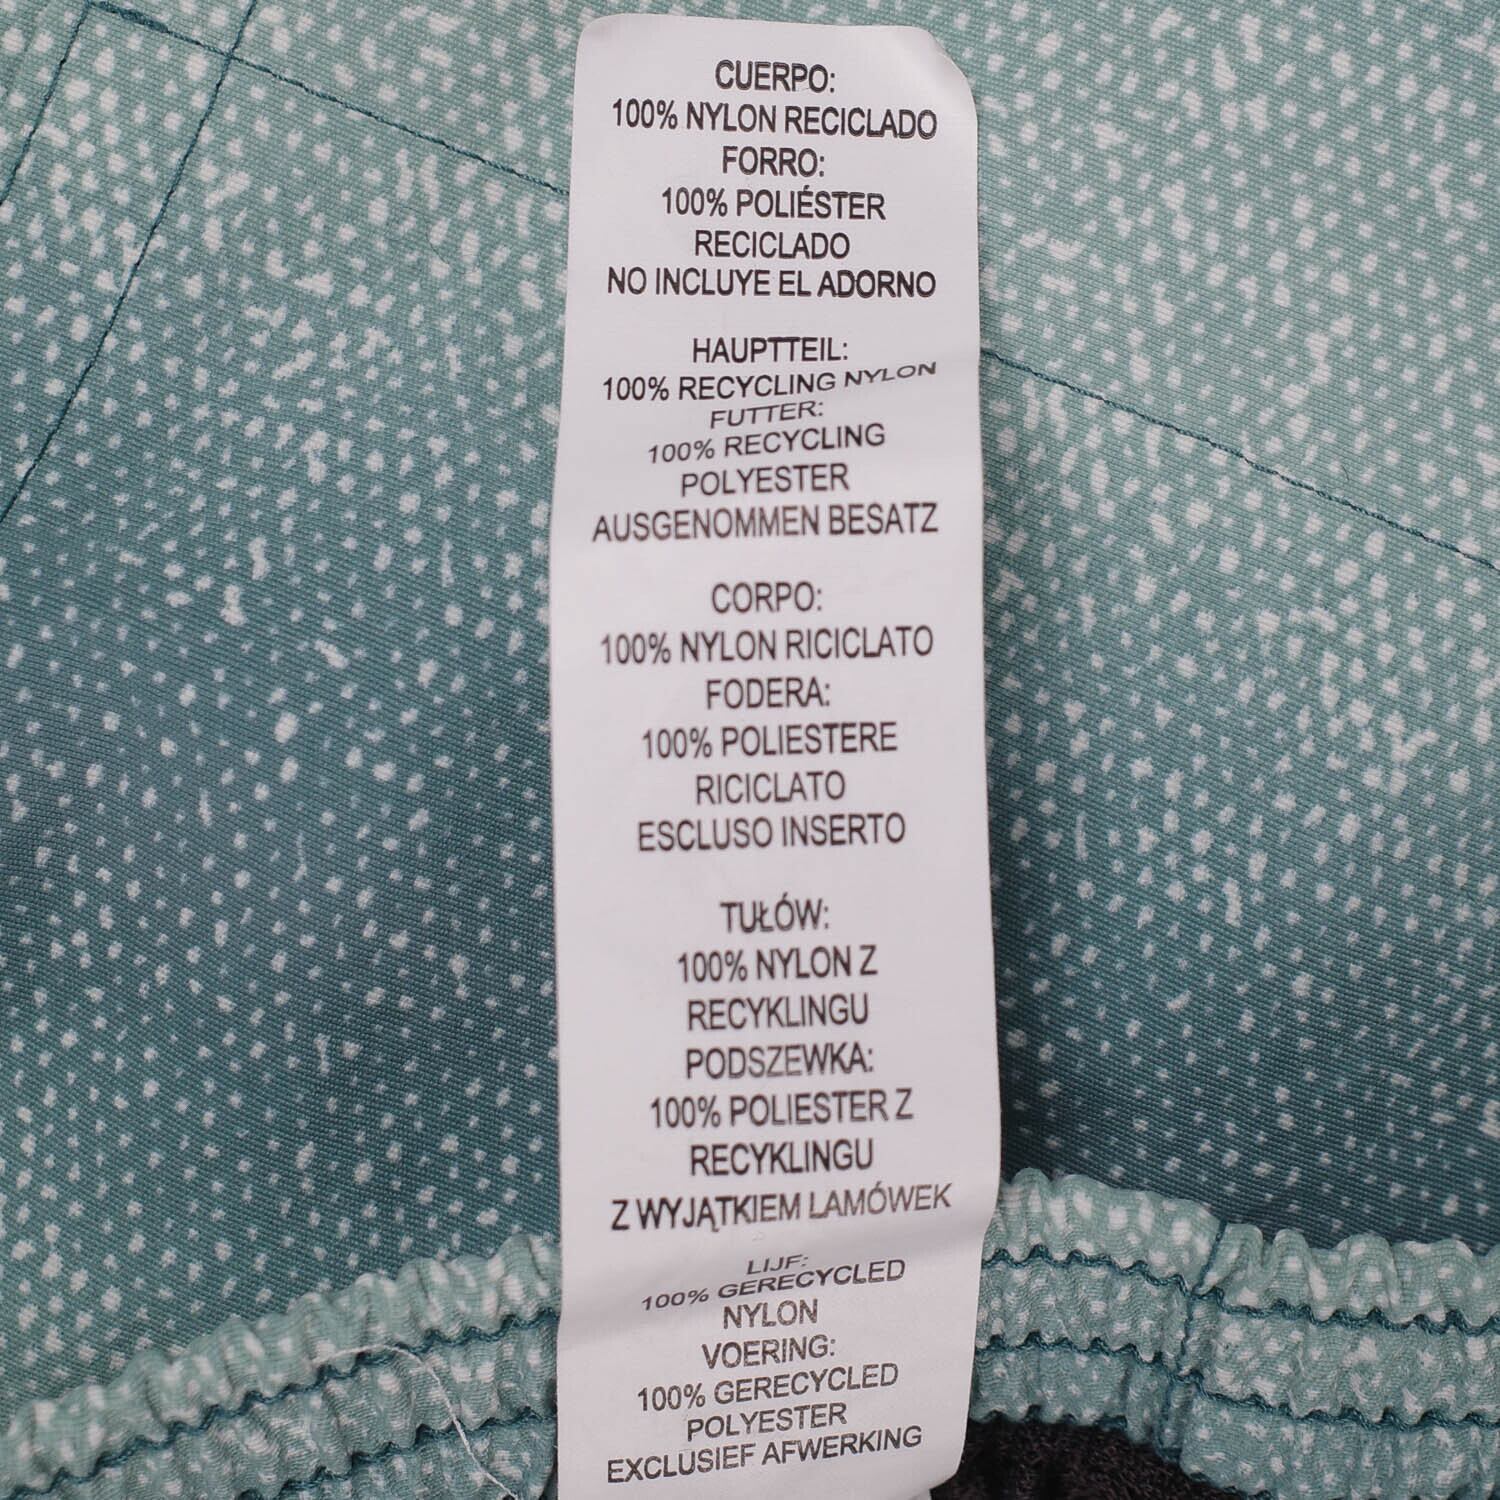 CUERPO:
100% NYLON RECICLADO
FORRO:
100% POLIÉSTER
RECICLADO
NO INCLUYE EL ADORNO
HAUPTTEIL:
100% RECYCLING NYLON
FUTTER:
100% RECYCLING
POLYESTER
AUSGENOMMEN BESATZ
CORPO:
100% NYLON RICICLATO
FODERA:
100% POLIESTERE
RICICLATO
ESCLUSO INSERTO
TUŁÓW:
100% NYLON Z
RECYKLINGU
PODSZEWKA:
100% POLIESTER Z
RECYKLINGU
Z WYJĄTKIEM LAMÓWEK
LIJF:
100% GERECYCLED
NYLON
VOERING:
100% GERECYCLED
POLYESTER
EXCLUSIEF AFWERKING